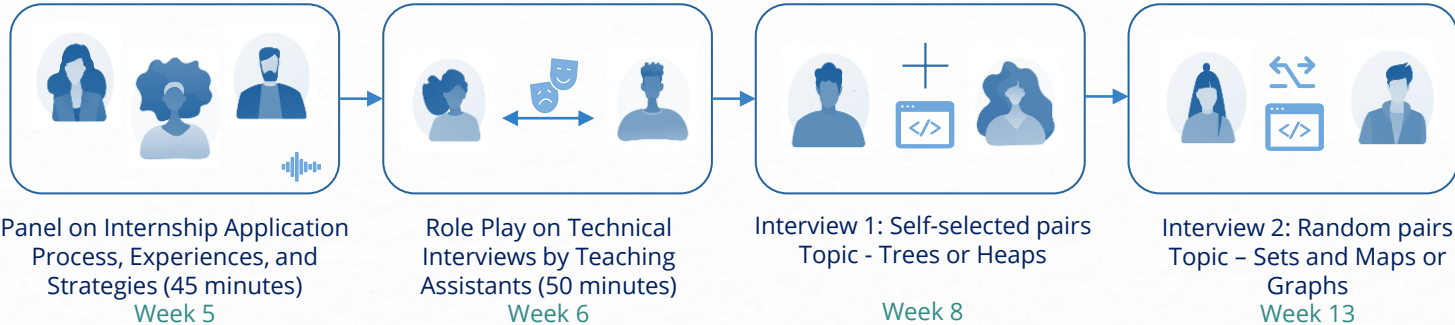 Panel on Internship Application
Process, Experiences, and
Strategies (45 minutes)
Week 5
Role Play on Technical
Interviews by Teaching
Assistants (50 minutes)
Week 6
</>
Interview 1: Self-selected pairs
Topic - Trees or Heaps
Week 8
</>
Interview 2: Random pairs
Topic – Sets and Maps or
Graphs
Week 13